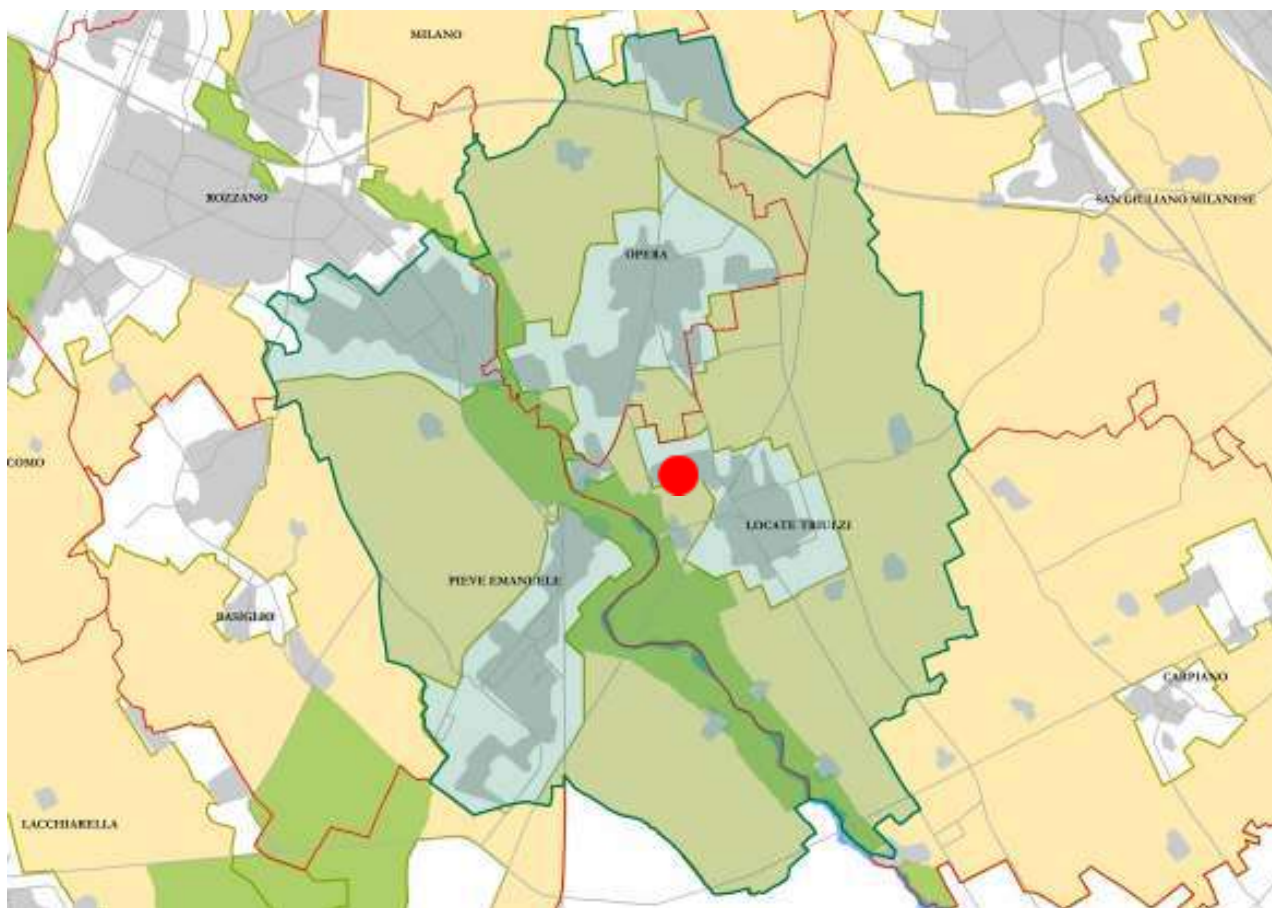 MILANO
ROZZANO
SAN GIULIANO MILANESE
OPERA
COMO
LOCATE TRIULZI
PIEVE EMANUELE
BASIGLIO
CARPIANO
LACCHIARELLA